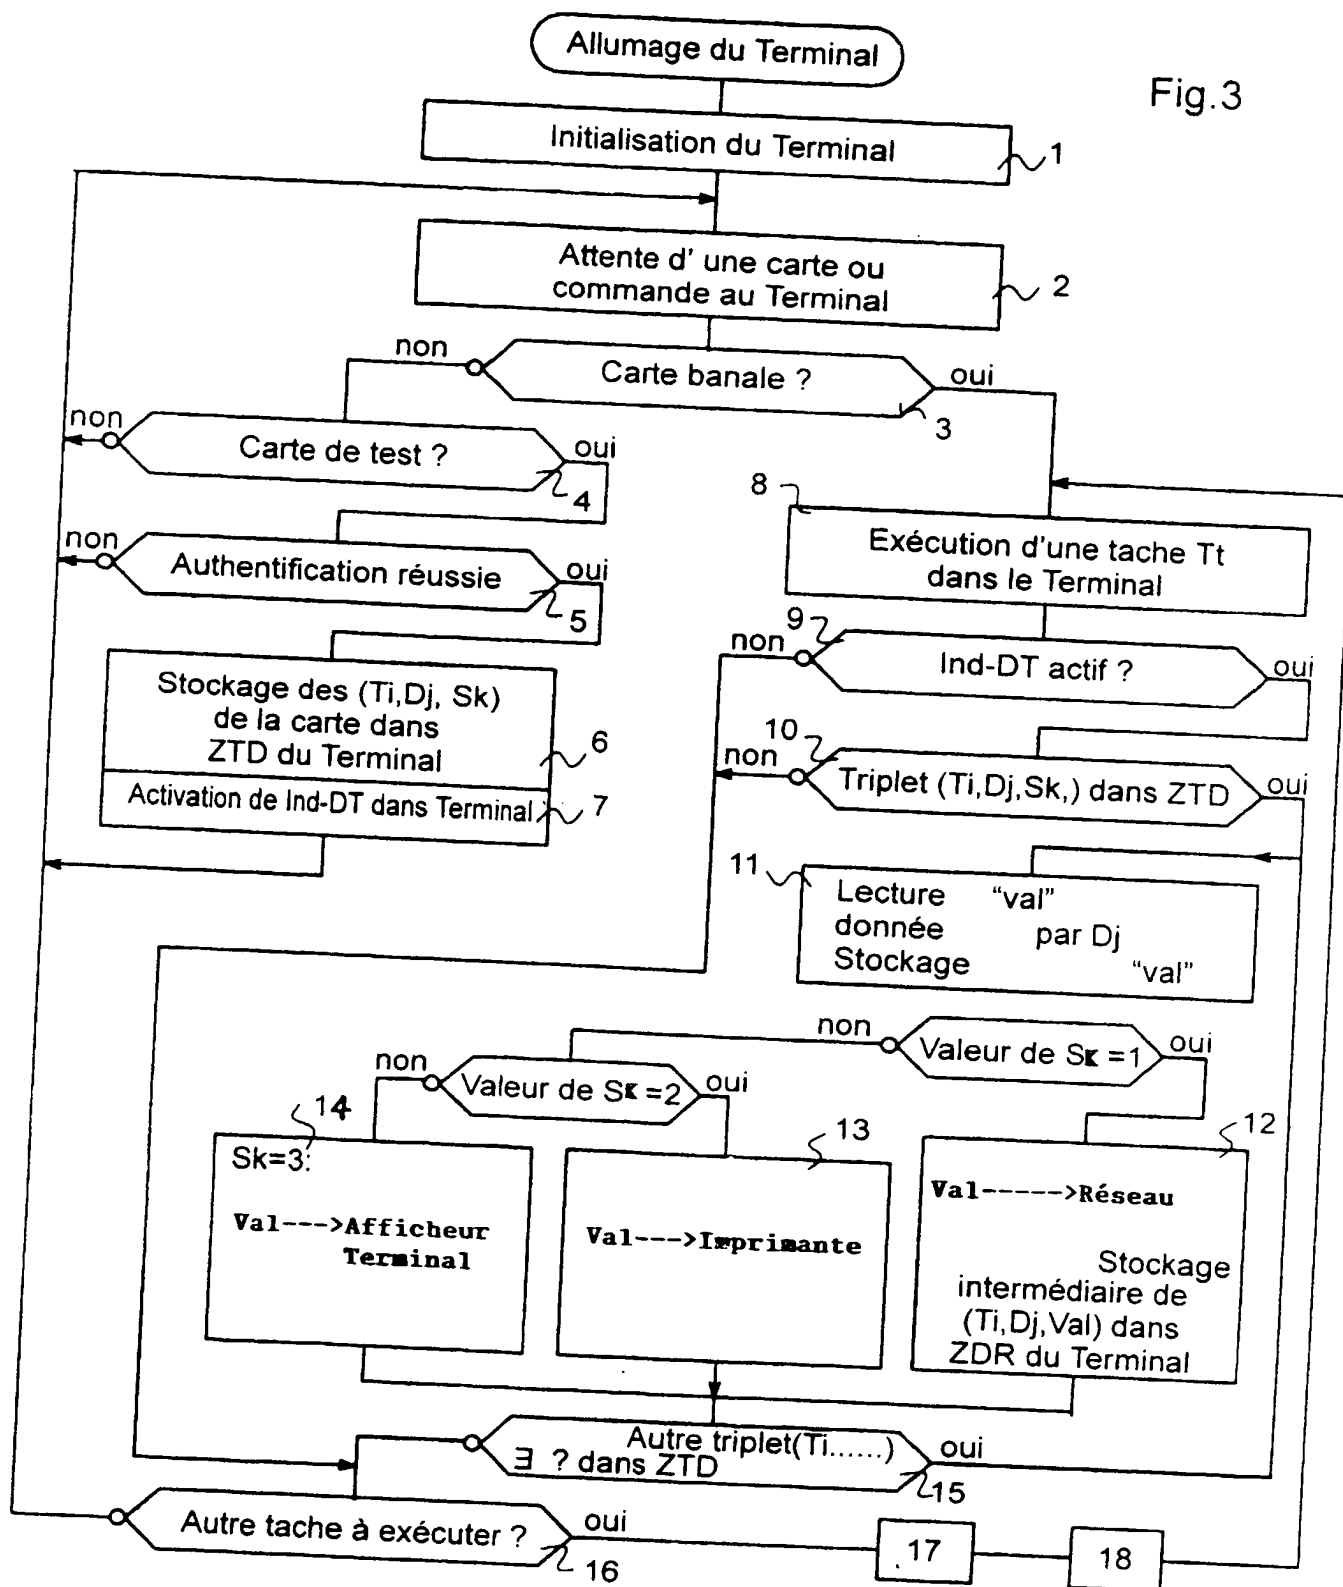 Allumage du Terminal
Fig.3
Initialisation du Terminal
1
Attente d' une carte ou
commande au Terminal
2
non
Carte banale ?
oui
3
non
Carte de test ?
oui
4
non
Authentification réussie
oui
5
Stockage des (Ti,Dj, Sk)
de la carte dans
ZTD du Terminal
6
Activation de Ind-DT dans Terminal
7
8
Exécution d'une tache Tt
dans le Terminal
9
non
Ind-DT actif ?
oui
10
non
Triplet (Ti,Dj,Sk,) dans ZTD
oui
11
Lecture “val”
donnée par Dj
Stockage “val”
non
Valeur de SK =1
oui
non
Valeur de SK =2
oui
14
Sk=3:
Val--->Afficheur
Terminal
13
Val--->Imprimante
12
Val----->Réseau
Stockage
intermédiaire de
(Ti,Dj,Val) dans
ZDR du Terminal
Autre triplet(Ti......)
∃ ? dans ZTD
oui
15
Autre tache à exécuter ?
oui
16
17
18